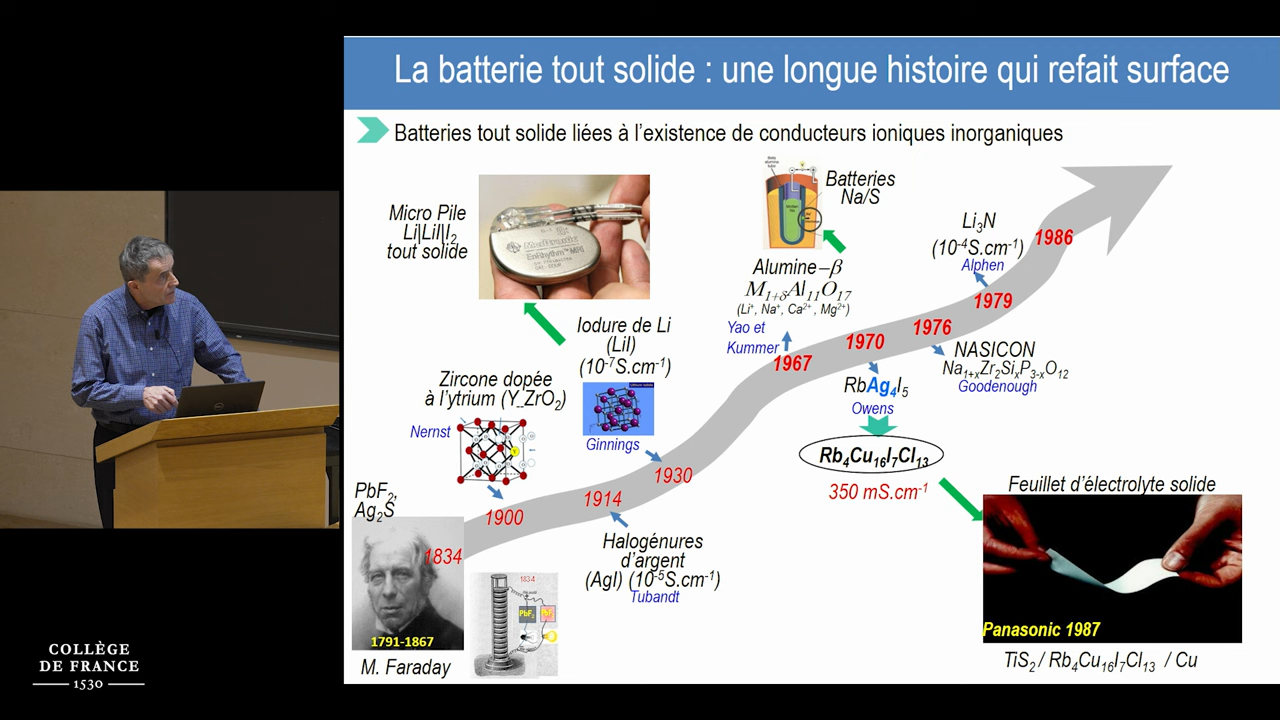 La batterie tout solide : une longue histoire qui refait surface
Batteries tout solide liées à l'existence de conducteurs ioniques inorganiques
Micro Pile
Li|LiI|I2
tout solide
EnRhythm™ MRI
Iodure de Li
(LiI)
(10-7S.cm-1)
Ginnings
Zircone dopée
à l'ytrium (Y_ZrO2)
Nernst
PbF2,
Ag2S
1834
1791-1867
M. Faraday
1834
PbF2
1900
1914
1930
Halogénures
d'argent
(AgI) (10-5S.cm-1)
Tubandt
Batteries
Na/S
Alumine–β
M1+δAl11O17
(Li+, Na+, Ca2+, Mg2+)
Yao et
Kummer
1967
1970
1976
1979
1986
Li3N
(10-4S.cm-1)
Alphen
NASICON
Na1+xZr2SixP3-xO12
Goodenough
RbAg4I5
Owens
Rb4Cu16I7Cl13
350 mS.cm-1
Feuillet d'électrolyte solide
Panasonic 1987
TiS2 / Rb4Cu16I7Cl13 / Cu
COLLÈGE
DE FRANCE
1530